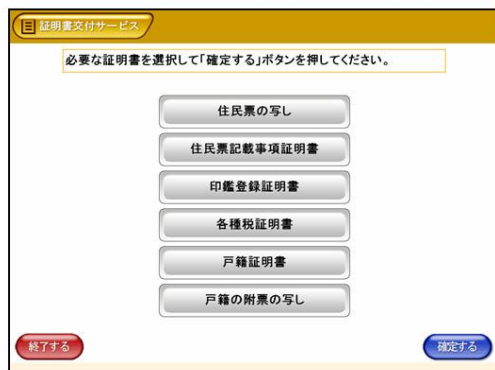 証明書交付サービス
必要な証明書を選択して「確定する」ボタンを押してください。
住民票の写し
住民票記載事項証明書
印鑑登録証明書
各種税証明書
戸籍証明書
戸籍の附票の写し
終了する
確定する